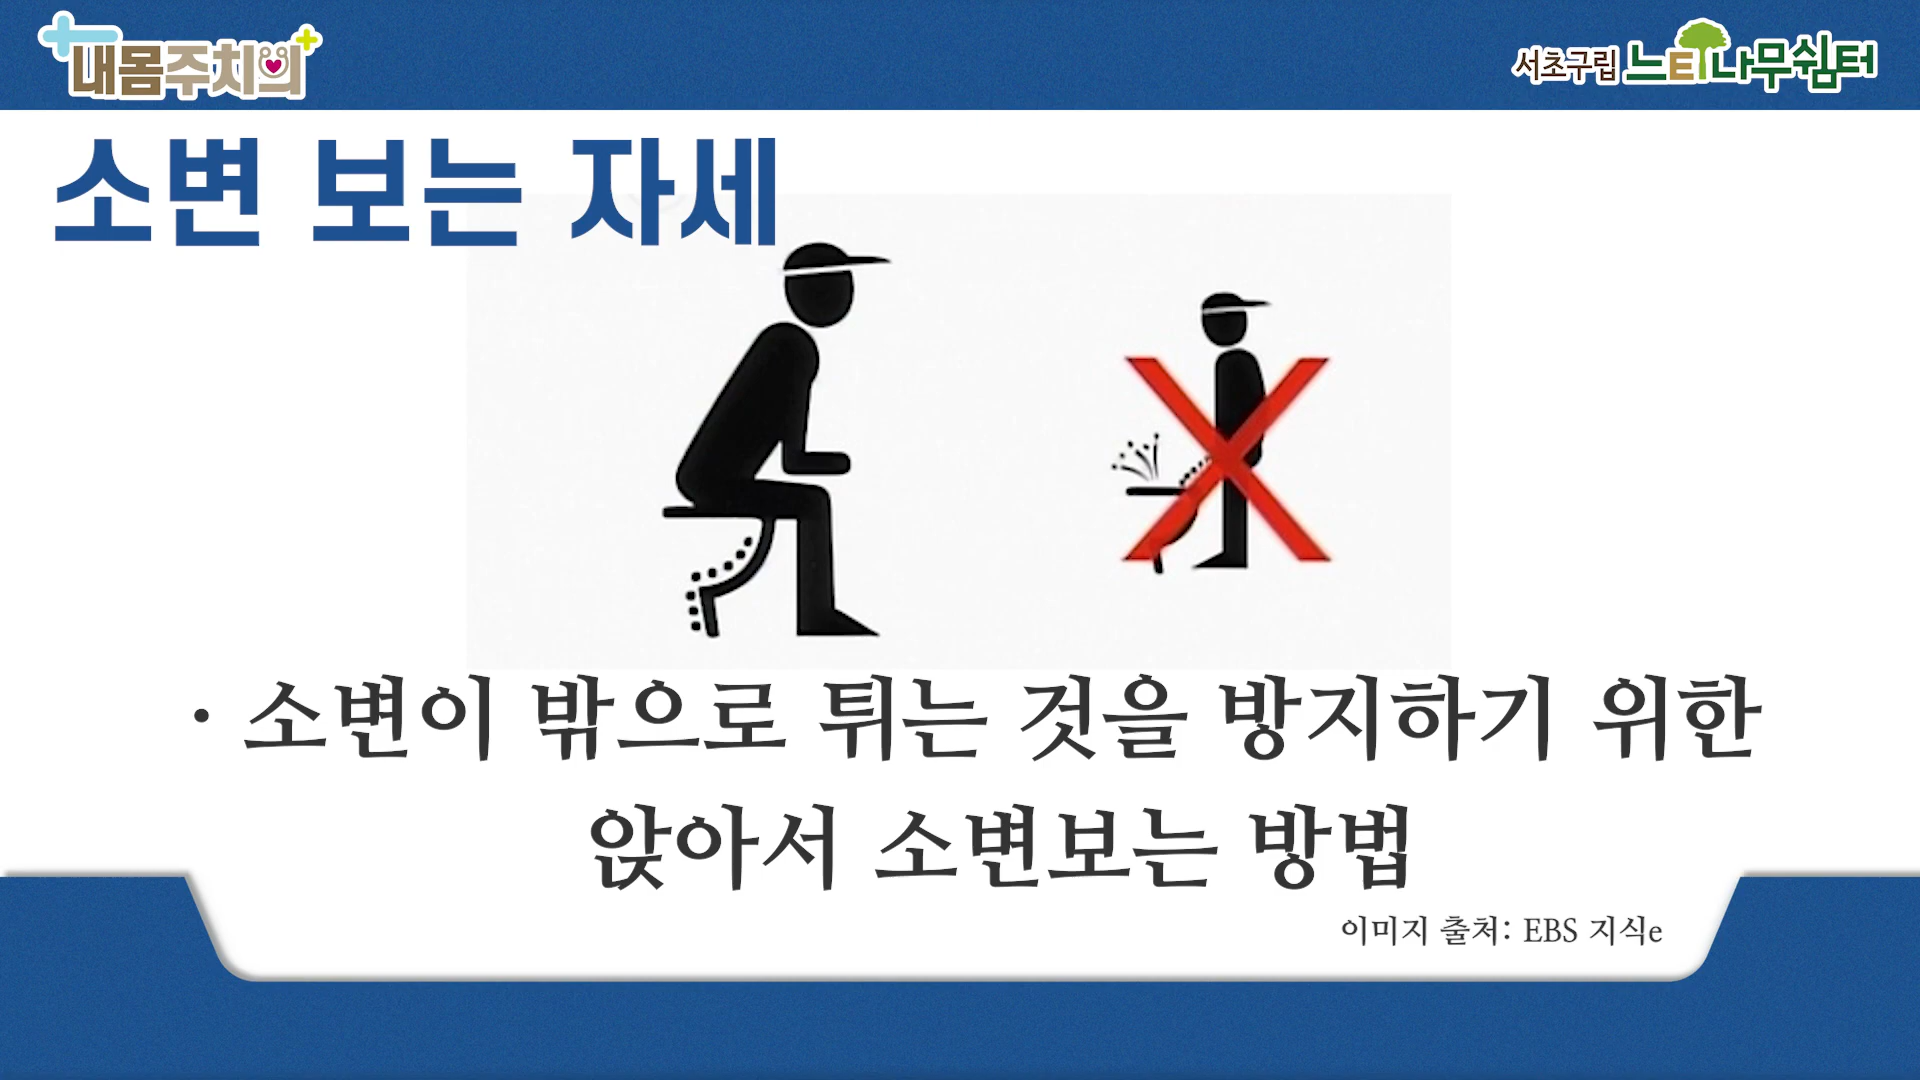 내몸주치의
서초구립 느티나무쉼터
소변 보는 자세
· 소변이 밖으로 튀는 것을 방지하기 위한
앉아서 소변보는 방법
이미지 출처: EBS 지식e